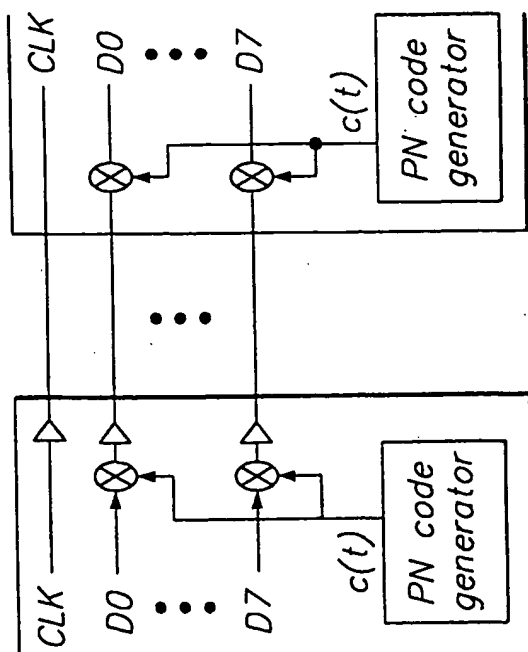 CLK
D0
D7
c(t)
PN code
generator
CLK
D0
D7
c(t)
PN code
generator